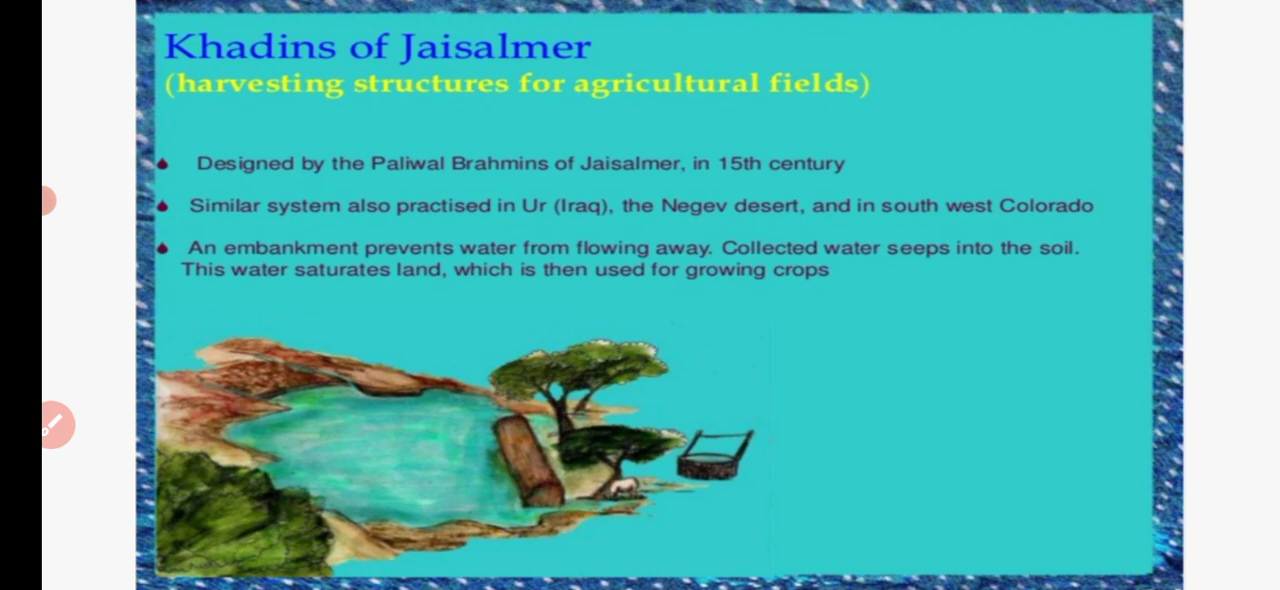 Khadins of Jaisalmer
(harvesting structures for agricultural fields)
Designed by the Paliwal Brahmins of Jaisalmer, in 15th century
Similar system also practised in Ur (Iraq), the Negev desert, and in south west Colorado
An embankment prevents water from flowing away. Collected water seeps into the soil.
This water saturates land, which is then used for growing crops